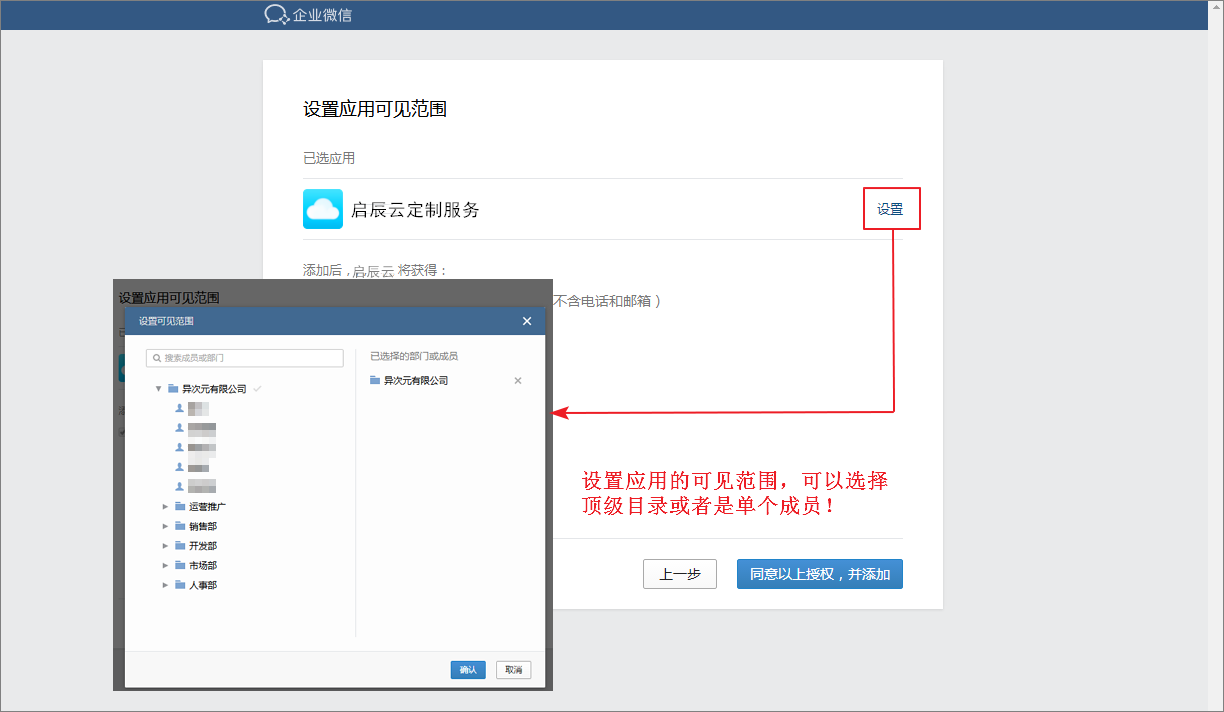 企业微信
设置应用可见范围
已选应用
启辰云定制服务
设置
添加后，启辰云 将获得：
不含电话和邮箱）
设置应用可见范围
设置可见范围
搜索成员或部门
异次元有限公司
运营推广
销售部
开发部
市场部
人事部
已选择的部门或成员
异次元有限公司
确认
取消
设置应用的可见范围，可以选择
顶级目录或者是单个成员！
上一步
同意以上授权，并添加